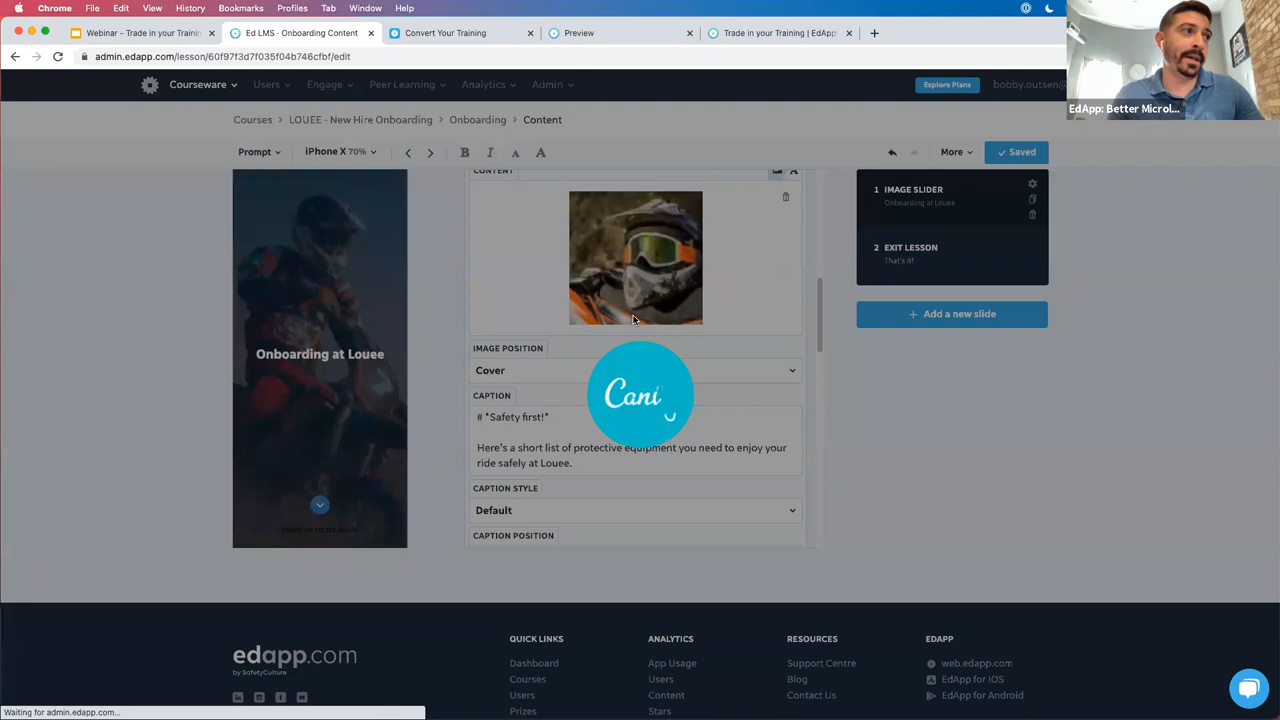 Chrome File Edit View History Bookmarks Profiles Tab Window Help
Webinar - Trade in your Trainin
Ed LMS · Onboarding Content
Convert Your Training
Preview
Trade in your Training | EdApp:
admin.edapp.com/lesson/60f97f3d7f035f04b746cfbf/edit
EdApp: Better Microl...
Courseware Users Engage Peer Learning Analytics Admin Explore Plans bobby.outsen@
Courses LOUEE - New Hire Onboarding Onboarding Content
Prompt iPhone X 70% B I A A More Saved
CONTENT
Onboarding at Louee
IMAGE POSITION
Cover
CAPTION
# *Safety first!*
Here's a short list of protective equipment you need to enjoy your
ride safely at Louee.
CAPTION STYLE
Default
CAPTION POSITION
Cani
1 IMAGE SLIDER
Onboarding at Louee
2 EXIT LESSON
That's it!
+ Add a new slide
edapp.com
by SafetyCulture
QUICK LINKS
Dashboard
Courses
Users
Prizes
ANALYTICS
App Usage
Users
Content
Stars
RESOURCES
Support Centre
Blog
Contact Us
EDAPP
web.edapp.com
EdApp for IOS
EdApp for Android
Waiting for admin.edapp.com...